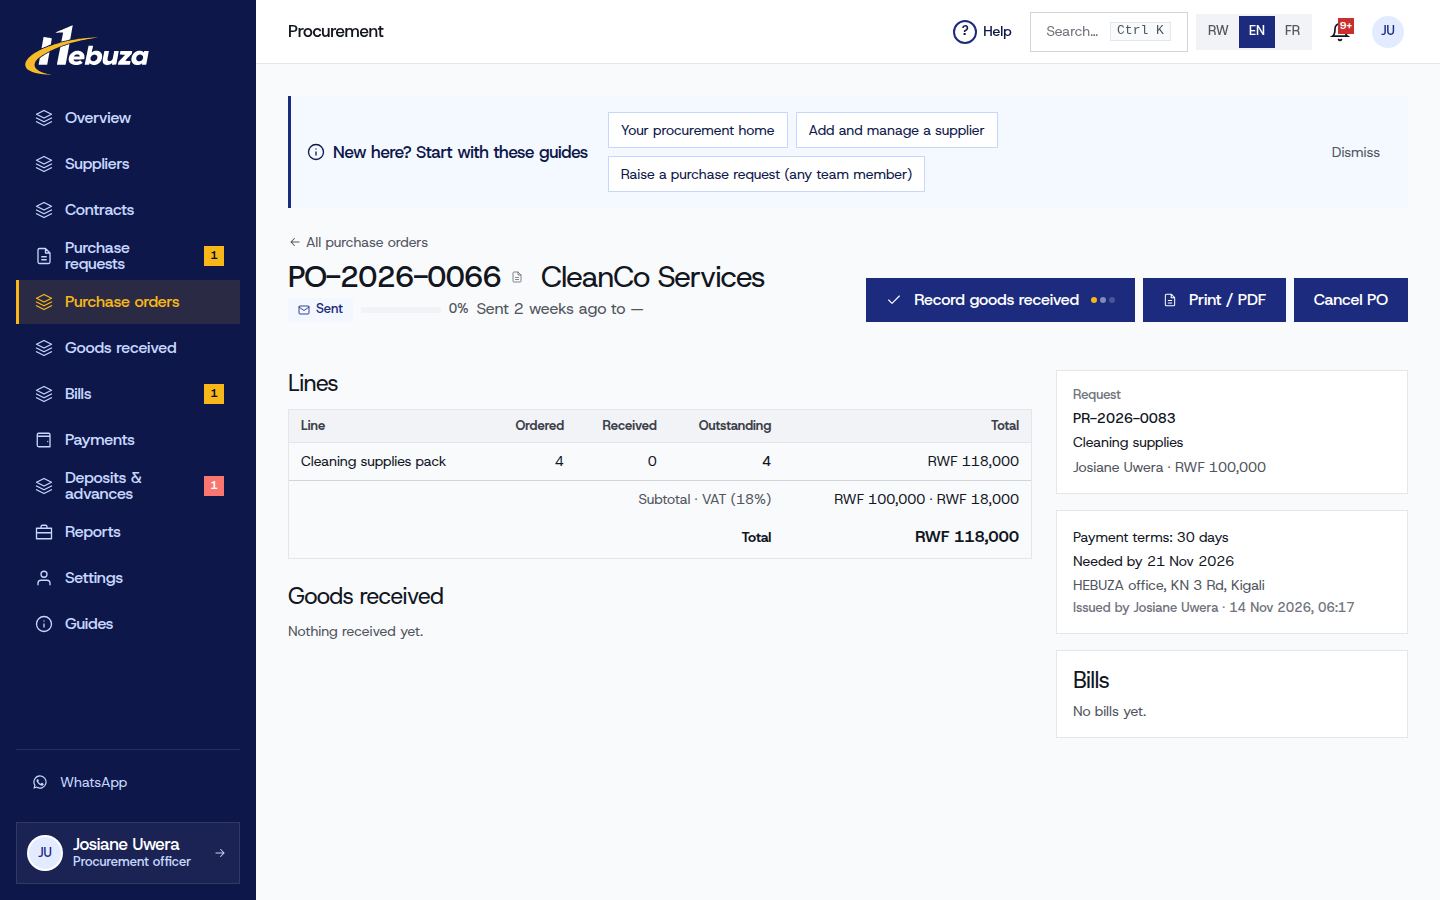 Hebuza
Procurement
Help
Search...
Ctrl K
RW
EN
FR
9+
JU
Overview
Suppliers
Contracts
Purchase
requests
1
Purchase orders
Goods received
Bills
1
Payments
Deposits &
advances
1
Reports
Settings
Guides
WhatsApp
JU
Josiane Uwera
Procurement officer
New here? Start with these guides
Your procurement home
Add and manage a supplier
Raise a purchase request (any team member)
Dismiss
← All purchase orders
PO-2026-0066
CleanCo Services
Sent
0%
Sent 2 weeks ago to —
Record goods received
Print / PDF
Cancel PO
Lines
Line Ordered Received Outstanding Total
Cleaning supplies pack 4 0 4 RWF 118,000
Subtotal · VAT (18%) RWF 100,000 · RWF 18,000
Total RWF 118,000
Goods received
Nothing received yet.
Request
PR-2026-0083
Cleaning supplies
Josiane Uwera · RWF 100,000
Payment terms: 30 days
Needed by 21 Nov 2026
HEBUZA office, KN 3 Rd, Kigali
Issued by Josiane Uwera · 14 Nov 2026, 06:17
Bills
No bills yet.